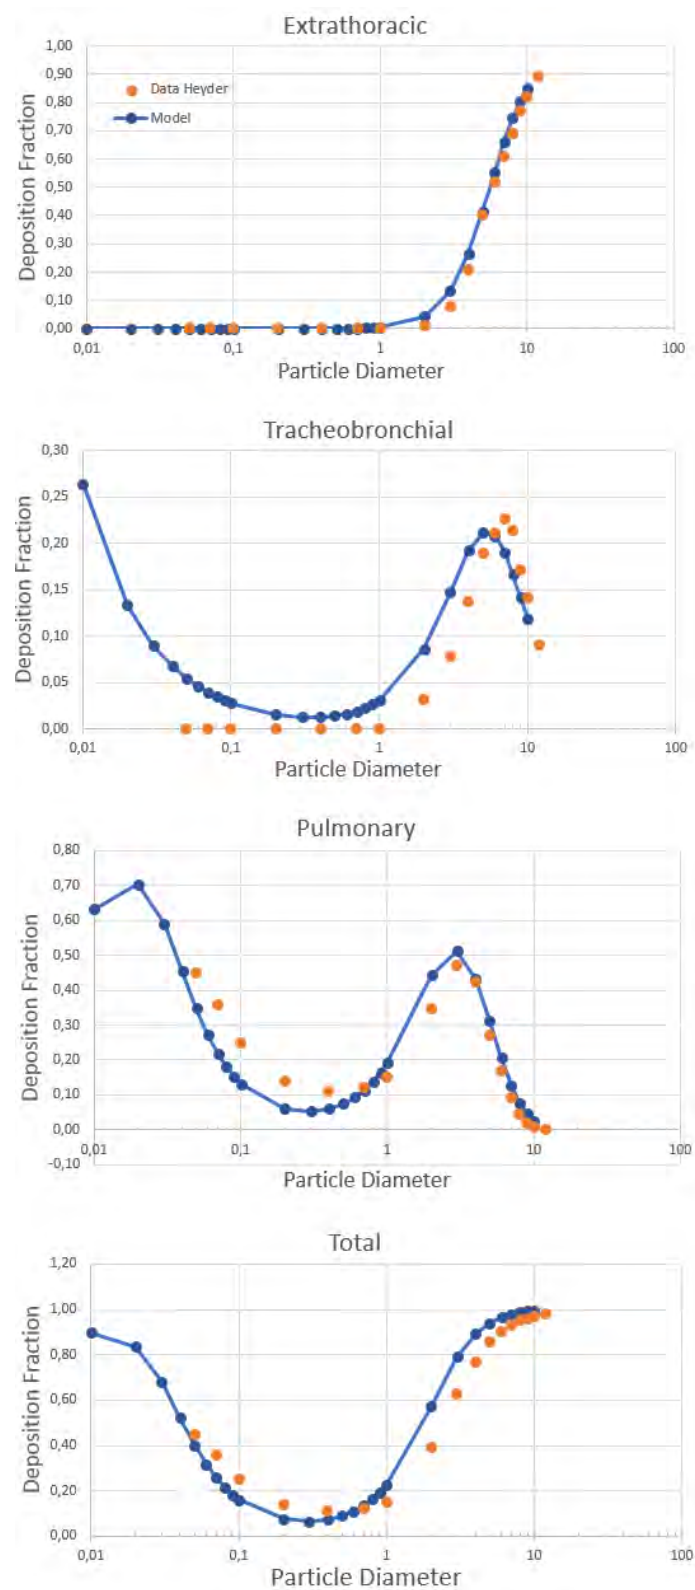 Extrathoracic
1,00
0,90
0,80
0,70
0,60
0,50
0,40
0,30
0,20
0,10
0,00
Deposition Fraction
Data Heyder
Model
0,01 0,1 1 10 100
Particle Diameter
Tracheobronchial
0,30
0,25
0,20
0,15
0,10
0,05
0,00
Deposition Fraction
0,01 0,1 1 10 100
Particle Diameter
Pulmonary
0,80
0,70
0,60
0,50
0,40
0,30
0,20
0,10
0,00
-0,10
Deposition Fraction
0,01 0,1 1 10 100
Particle Diameter
Total
1,20
1,00
0,80
0,60
0,40
0,20
0,00
Deposition Fraction
0,01 0,1 1 10 100
Particle Diameter